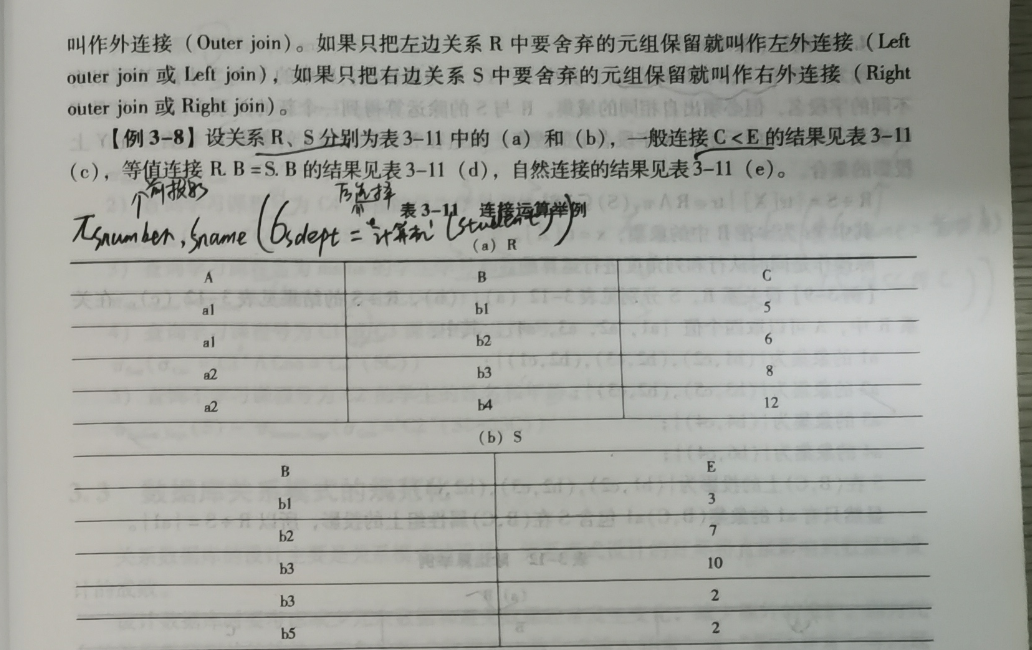 叫作外连接（Outer join）。如果只把左边关系 R 中要舍弃的元组保留就叫作左外连接（Left
outer join 或 Left join），如果只把右边关系 S 中要舍弃的元组保留就叫作右外连接（Right
outer join 或 Right join）。
【例 3-8】设关系 R、S 分别为表 3-11 中的（a）和（b），一般连接 C<E 的结果见表 3-11
（c），等值连接 R. B = S. B 的结果见表 3-11（d），自然连接的结果见表 3-11（e）。
前投影 后选择
表 3-11 连接运算举例
π snumber, sname (σ sdept = '计算机' (student))
（a）R
A B C
a1 b1 5
a1 b2 6
a2 b3 8
a2 b4 12
（b）S
B E
b1 3
b2 7
b3 10
b3 2
b5 2